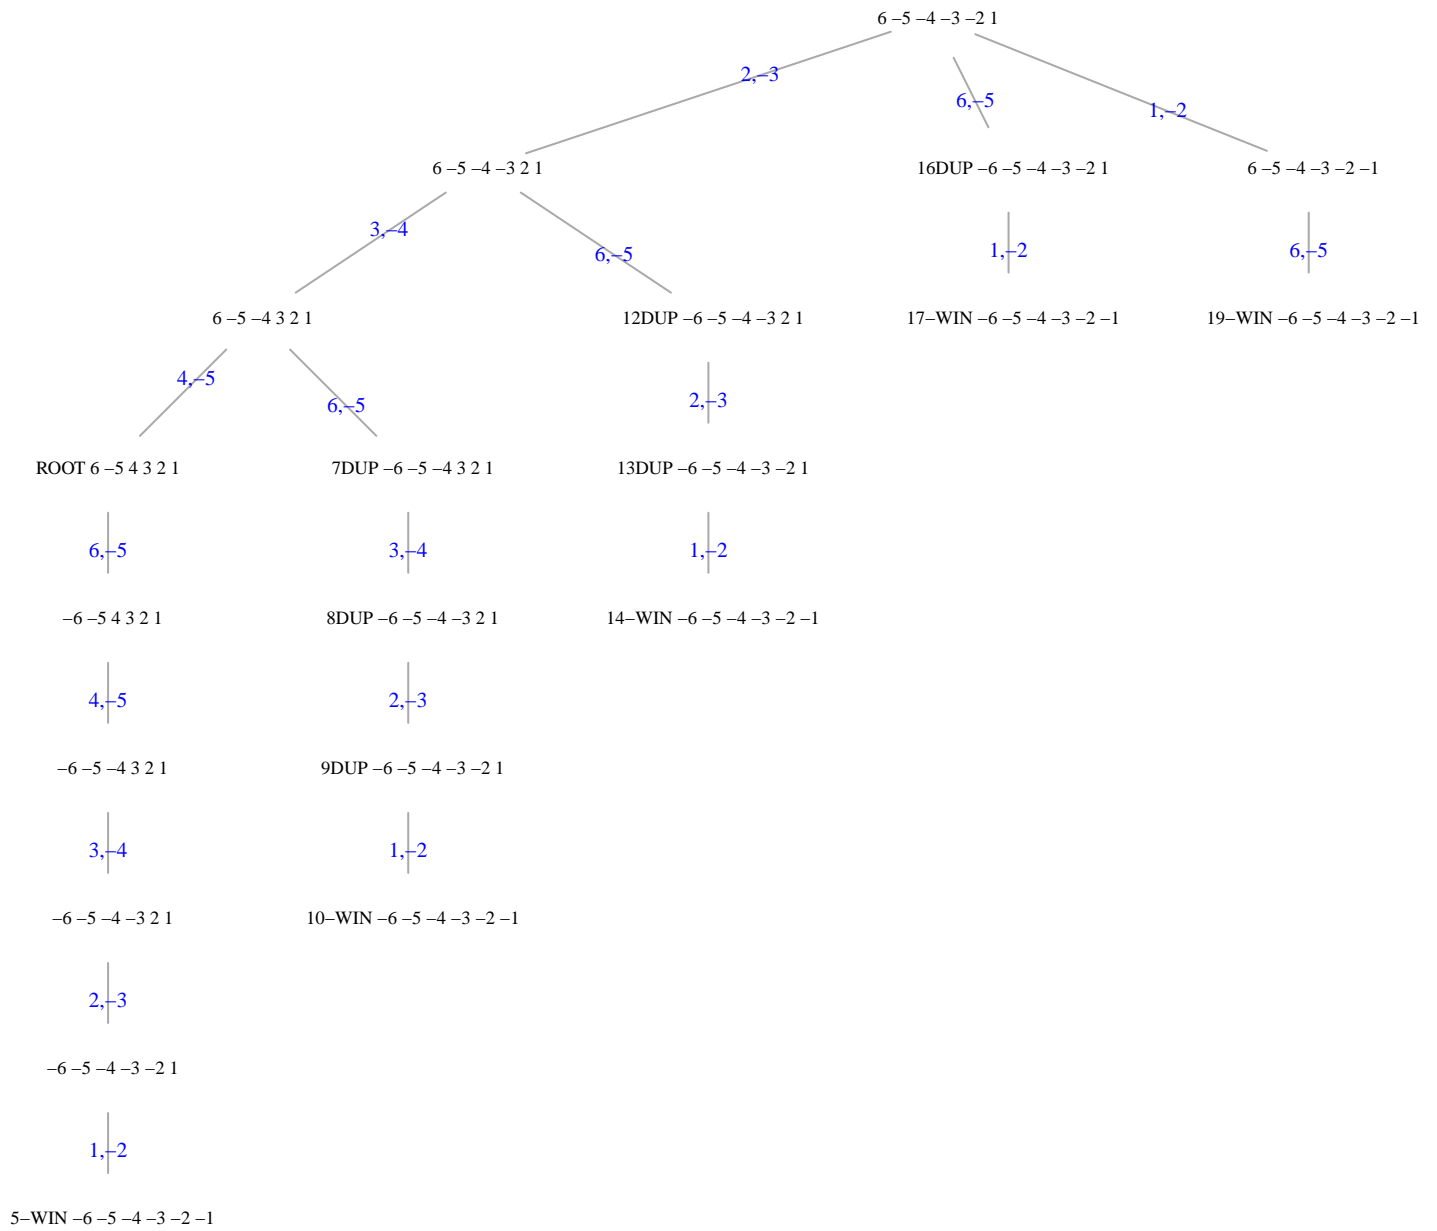 6 –5 –4 –3 –2 1
2,–3
6,–5
1,–2
6 –5 –4 –3 2 1
16DUP –6 –5 –4 –3 –2 1
6 –5 –4 –3 –2 –1
3,–4
6,–5
1,–2
6,–5
6 –5 –4 3 2 1
12DUP –6 –5 –4 –3 2 1
17–WIN –6 –5 –4 –3 –2 –1
19–WIN –6 –5 –4 –3 –2 –1
4,–5
6,–5
2,–3
ROOT 6 –5 4 3 2 1
7DUP –6 –5 –4 3 2 1
13DUP –6 –5 –4 –3 –2 1
6,–5
3,–4
1,–2
–6 –5 4 3 2 1
8DUP –6 –5 –4 –3 2 1
14–WIN –6 –5 –4 –3 –2 –1
4,–5
2,–3
–6 –5 –4 3 2 1
9DUP –6 –5 –4 –3 –2 1
3,–4
1,–2
–6 –5 –4 –3 2 1
10–WIN –6 –5 –4 –3 –2 –1
2,–3
–6 –5 –4 –3 –2 1
1,–2
5–WIN –6 –5 –4 –3 –2 –1